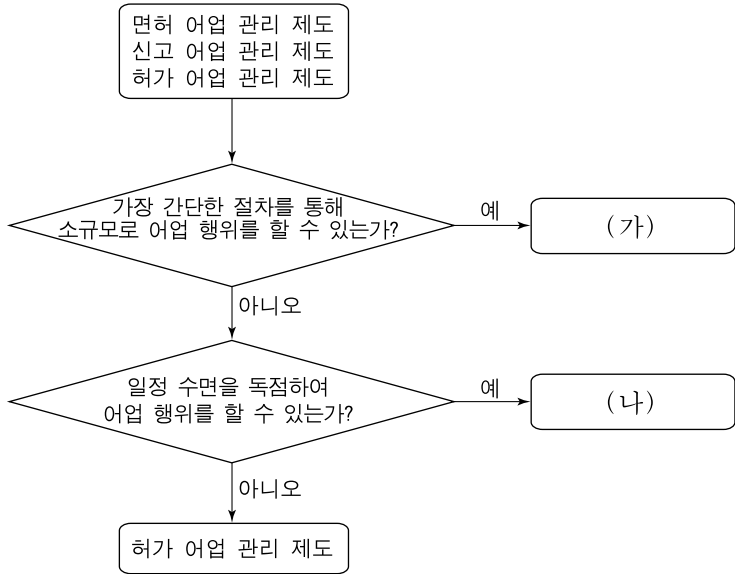 면허 어업 관리 제도
신고 어업 관리 제도
허가 어업 관리 제도
가장 간단한 절차를 통해
소규모로 어업 행위를 할 수 있는가?
예
(가)
아니오
일정 수면을 독점하여
어업 행위를 할 수 있는가?
예
(나)
아니오
허가 어업 관리 제도